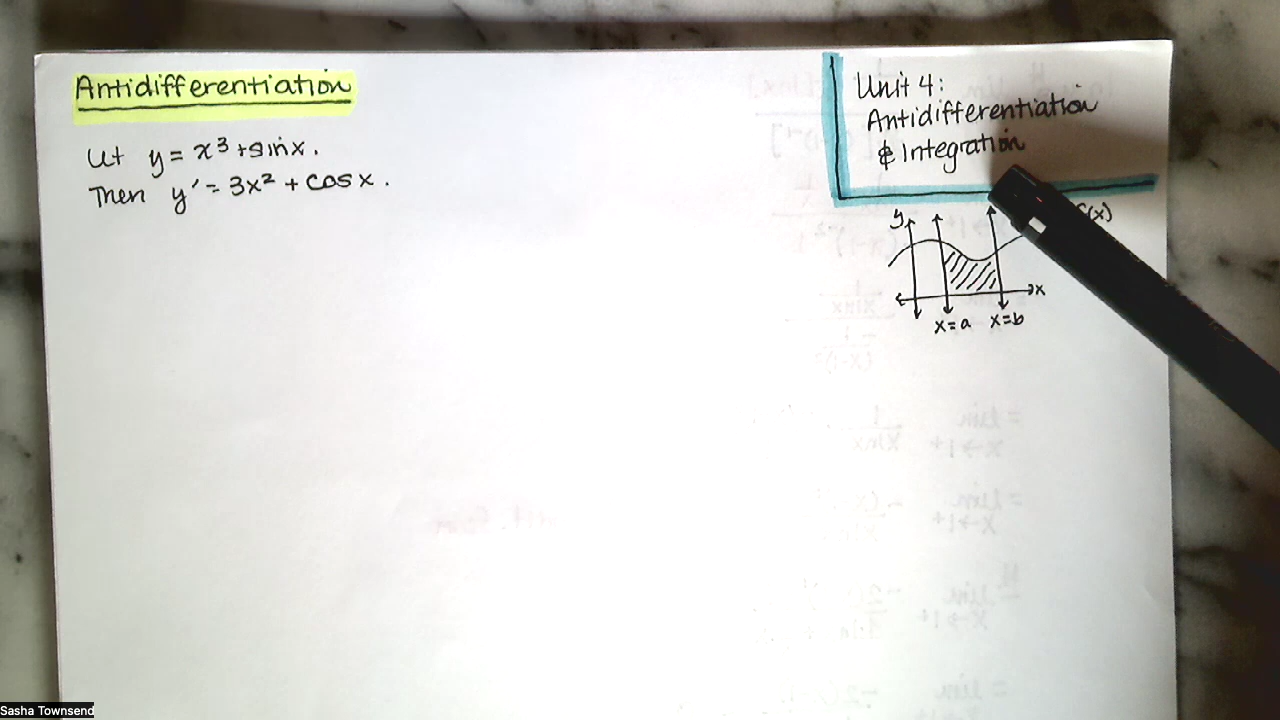 Antidifferentiation
Let y = x³ + sin x.
Then y' = 3x² + cos x.
Unit 4:
Antidifferentiation
& Integration
y
(x)
x
x=a x=b
Sasha Townsend